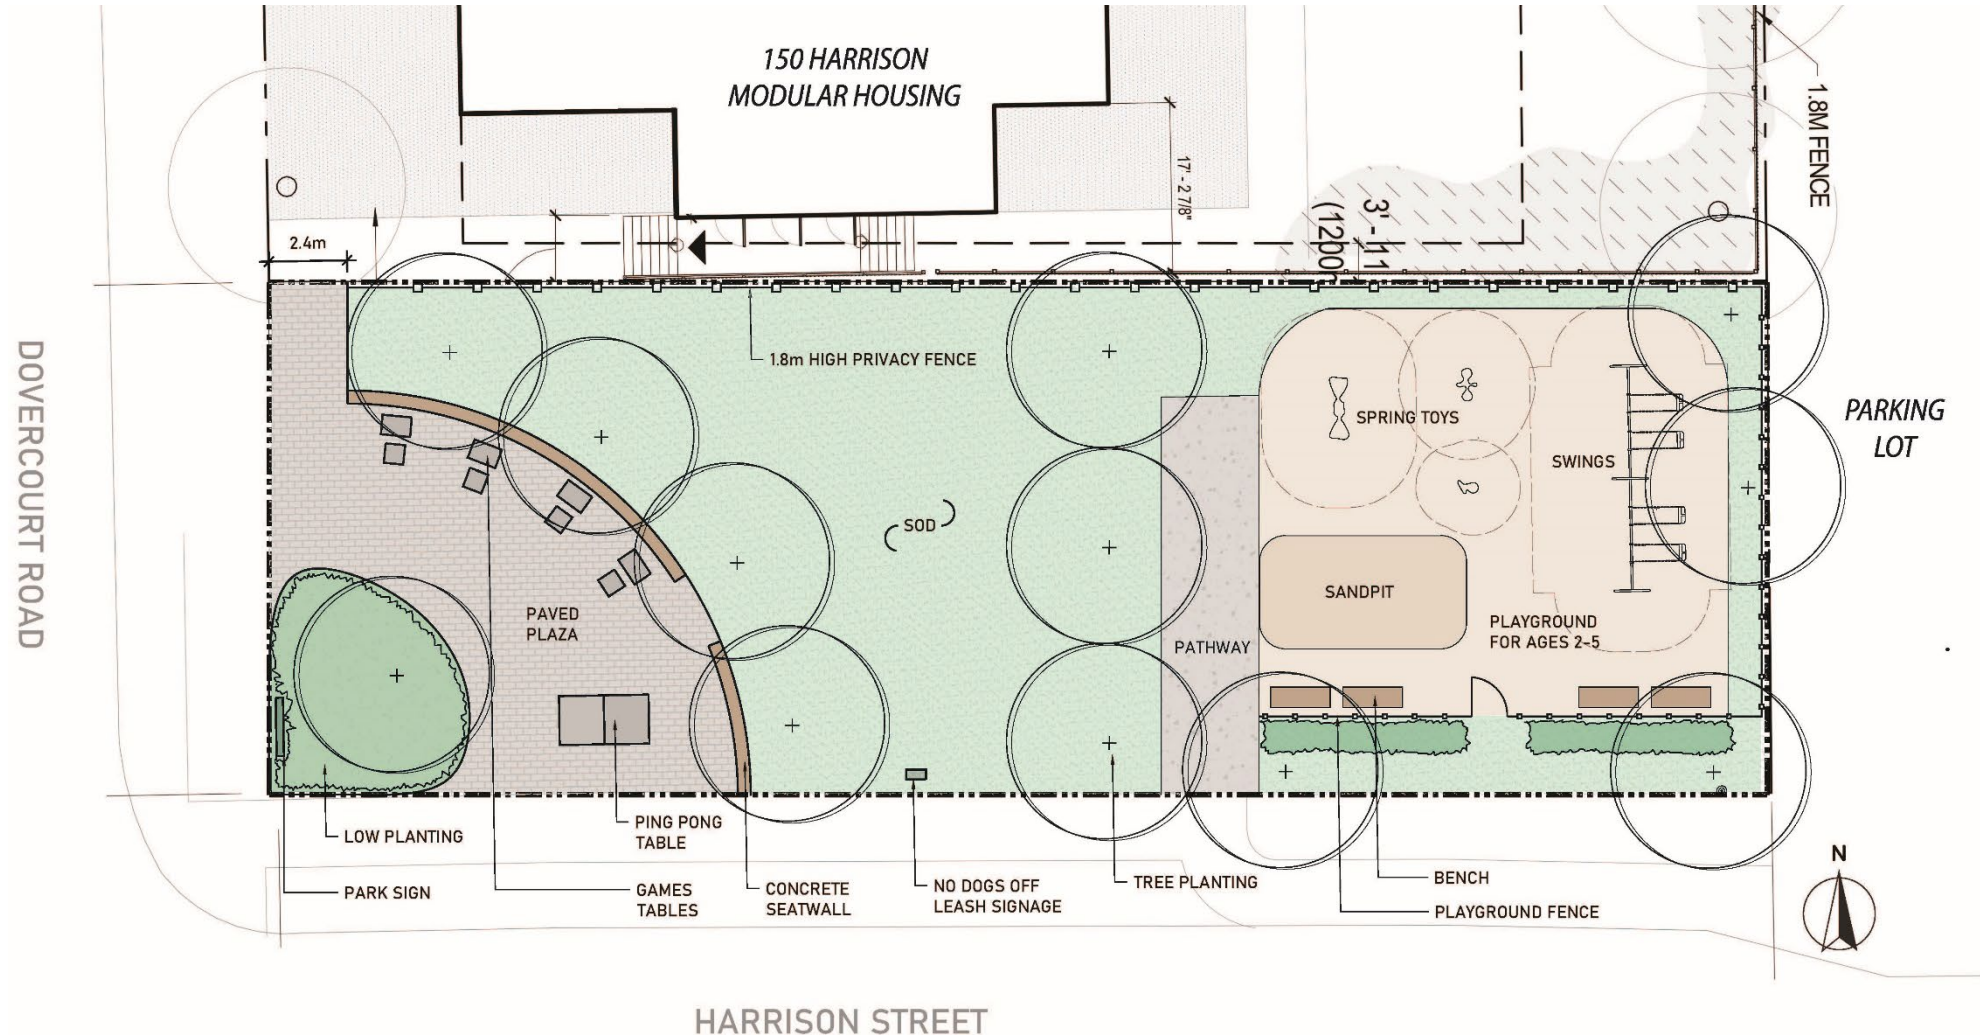 150 HARRISON
MODULAR HOUSING
1.8M FENCE
17' - 2 7/8"
3' - 11
(1200
2.4m
1.8m HIGH PRIVACY FENCE
DOVERCOURT ROAD
PARKING
LOT
SPRING TOYS
SWINGS
SOD
SANDPIT
PAVED
PLAZA
PLAYGROUND
FOR AGES 2-5
PATHWAY
LOW PLANTING
PING PONG
TABLE
PARK SIGN
GAMES
TABLES
CONCRETE
SEATWALL
NO DOGS OFF
LEASH SIGNAGE
TREE PLANTING
BENCH
PLAYGROUND FENCE
N
HARRISON STREET